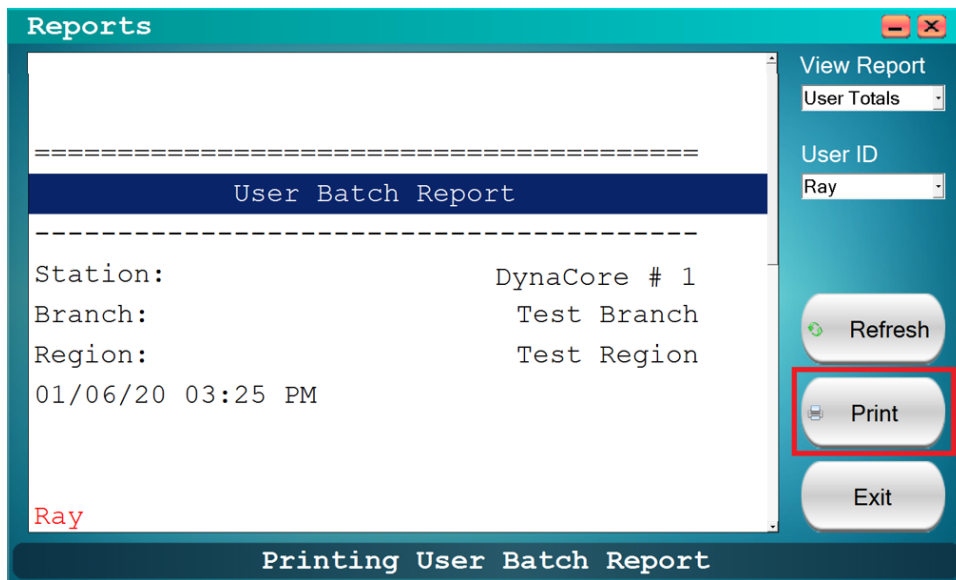 Reports
========================================
User Batch Report
----------------------------------------
Station: DynaCore # 1
Branch: Test Branch
Region: Test Region
01/06/20 03:25 PM
Ray
View Report
User Totals
User ID
Ray
Refresh
Print
Exit
Printing User Batch Report